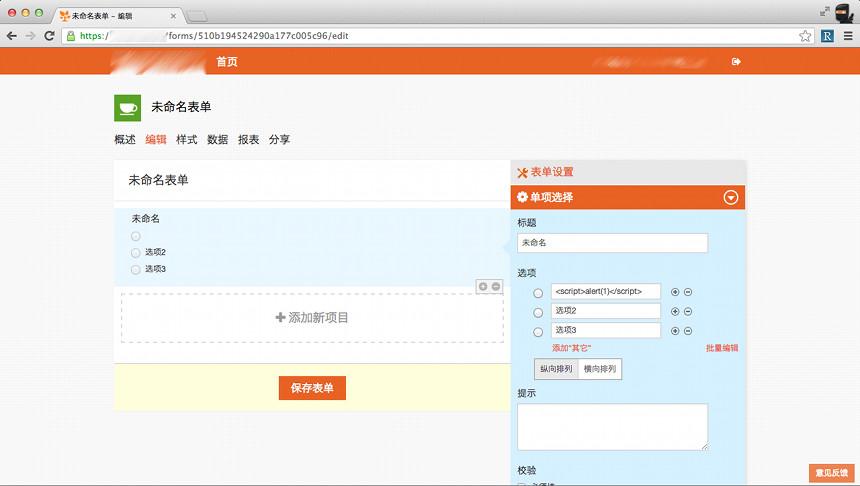 未命名表单 - 编辑
https:/ /forms/510b194524290a177c005c96/edit
R
首页
未命名表单
概述 编辑 样式 数据 报表 分享
未命名表单
未命名
选项2
选项3
添加新项目
保存表单
表单设置
单项选择
标题
未命名
选项
<script>alert(1)</script>
选项2
选项3
添加"其它" 批量编辑
纵向排列 横向排列
提示
校验
意见反馈